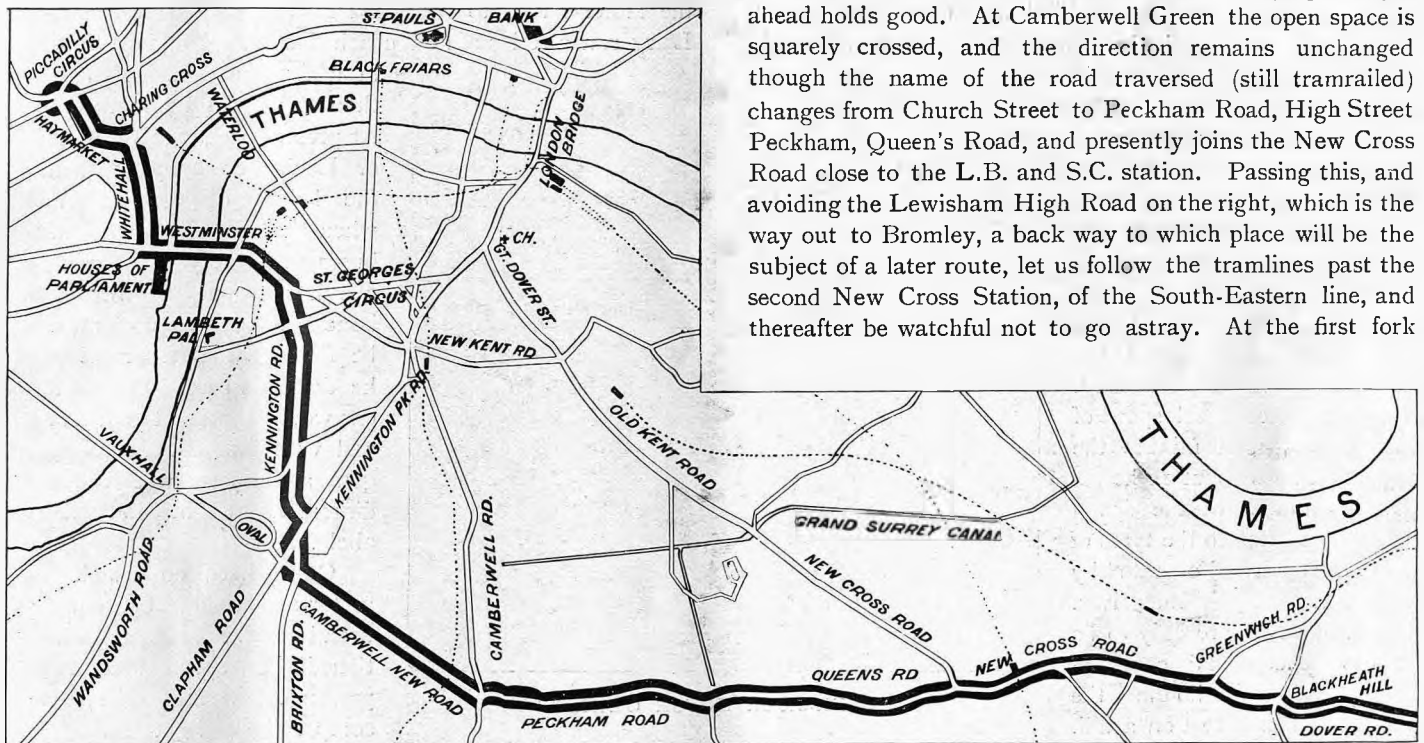 ahead holds good. At Camberwell Green the open space is
squarely crossed, and the direction remains unchanged
though the name of the road traversed (still tramrailed)
changes from Church Street to Peckham Road, High Street
Peckham, Queen's Road, and presently joins the New Cross
Road close to the L.B. and S.C. station. Passing this, and
avoiding the Lewisham High Road on the right, which is the
way out to Bromley, a back way to which place will be the
subject of a later route, let us follow the tramlines past the
second New Cross Station, of the South-Eastern line, and
thereafter be watchful not to go astray. At the first fork
PICCADILLY
CIRCUS
ST PAULS
BANK
CHARING CROSS
BLACKFRIARS
HAYMARKET
WATERLOO
THAMES
LONDON
BRIDGE
WHITEHALL
WESTMINSTER
CH.
GT. DOWER ST.
HOUSES OF
PARLIAMENT
ST. GEORGES
CIRCUS
LAMBETH
PAL
NEW KENT RD
KENNINGTON RD.
KENNINGTON PK. RD.
OLD KENT ROAD
VAUXHALL
OVAL
CAMBERWELL RD.
GRAND SURREY CANAL
THAMES
WANDSWORTH ROAD.
CLAPHAM ROAD
BRIXTON RD.
CAMBERWELL NEW ROAD
NEW CROSS ROAD
PECKHAM ROAD
QUEENS RD
NEW CROSS ROAD
GREENWICH RD.
BLACKHEATH
HILL
DOVER RD.